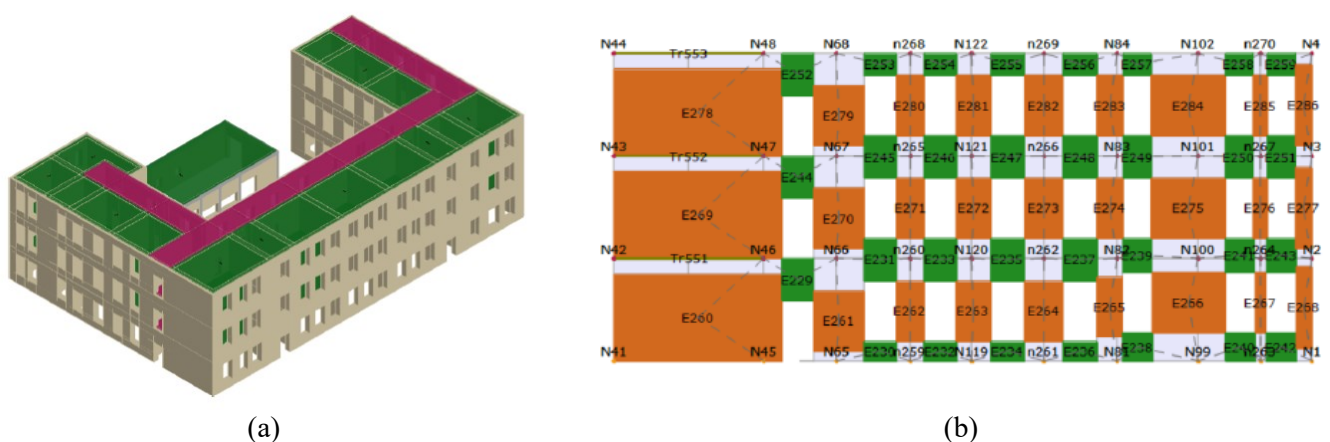 N44 N48 N68 n268 N122 n269 N84 N102 n270 N4
Tr553
E252 E253 E254 E255 E256 E257 E258 E259
E278 E279 E280 E281 E282 E283 E284 E285 E286
N43 N47 N67 n265 N121 n266 N83 N101 n267 N3
Tr552
E244 E245 E246 E247 E248 E249 E250 E251
E269 E270 E271 E272 E273 E274 E275 E276 E277
N42 N46 N66 n260 N120 n262 N82 N100 n264 N2
Tr551
E229 E231 E233 E235 E237 E239 E241 E243
E260 E261 E262 E263 E264 E265 E266 E267 E268
N41 N45 N65 E230 n259 E232 N119 E234 n261 E236 N81 E238 N99 E240 n263 E242 N1
(a) (b)